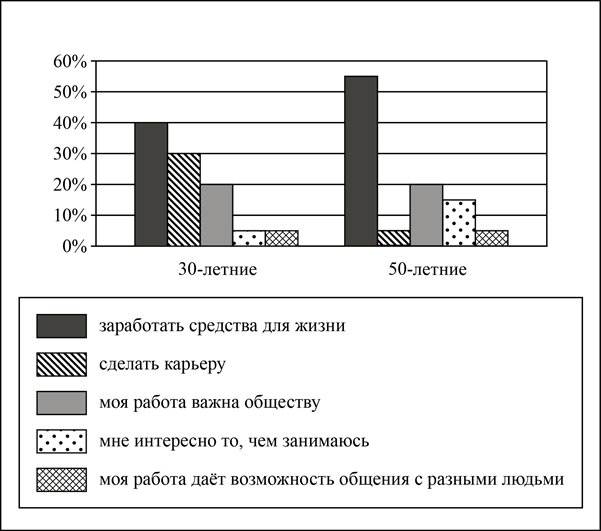 60%
50%
40%
30%
20%
10%
0%
30-летние 50-летние
заработать средства для жизни
сделать карьеру
моя работа важна обществу
мне интересно то, чем занимаюсь
моя работа даёт возможность общения с разными людьми